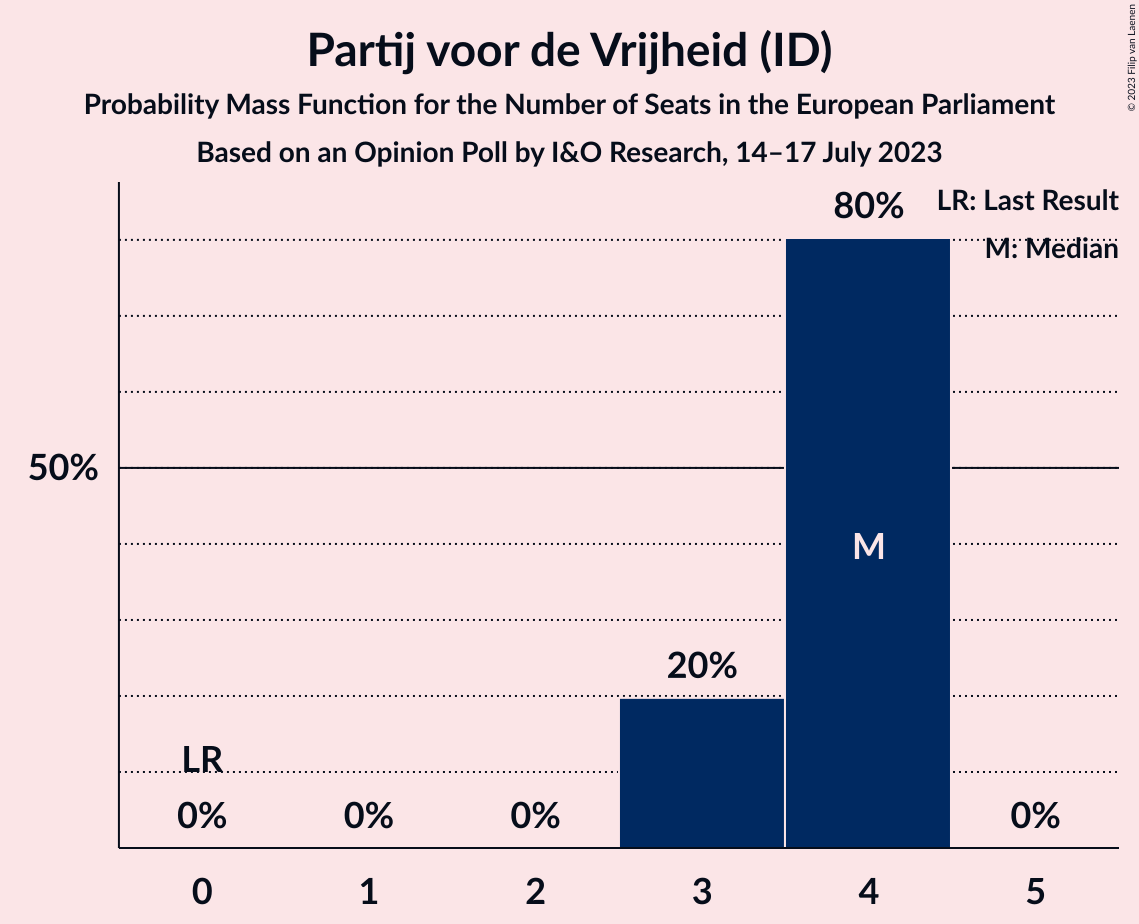 Partij voor de Vrijheid (ID)
Probability Mass Function for the Number of Seats in the European Parliament
Based on an Opinion Poll by I&O Research, 14–17 July 2023
© 2023 Filip van Laenen
80%
LR: Last Result
M: Median
50%
M
20%
LR
0%
0%
0%
0%
0
1
2
3
4
5